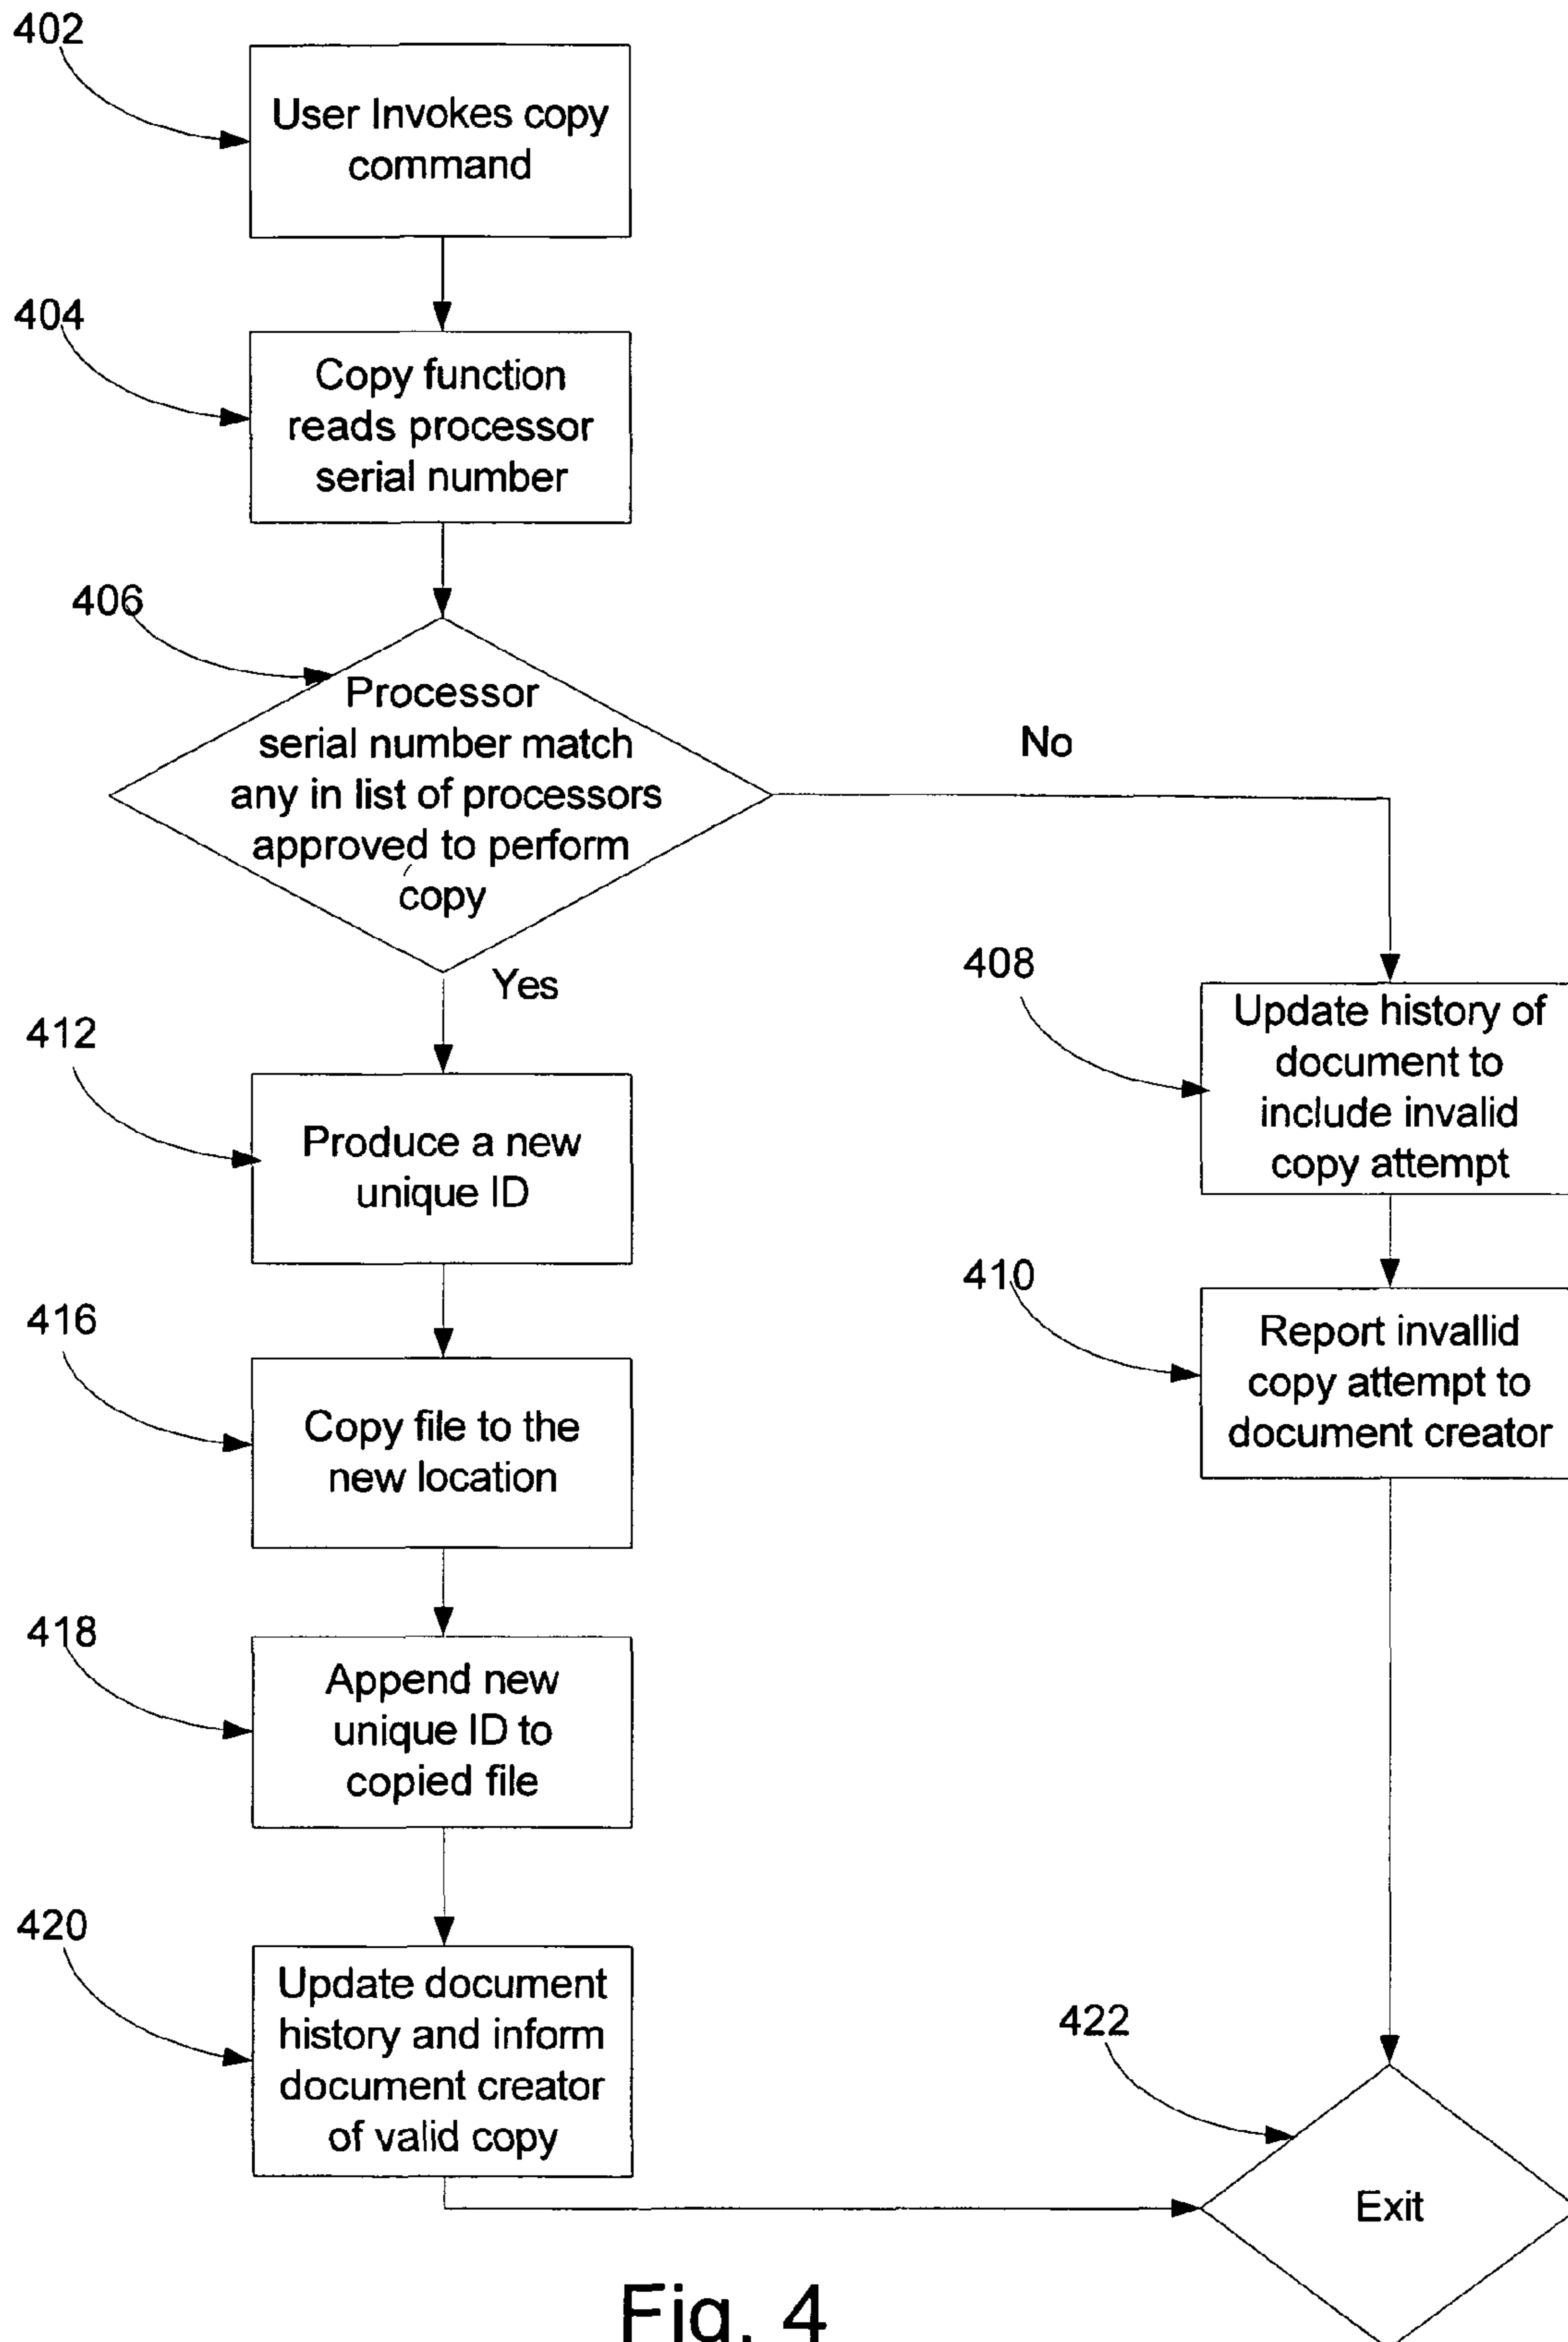 402
User Invokes copy
command
404
Copy function
reads processor
serial number
406
Processor
serial number match
any in list of processors
approved to perform
copy
No
Yes
408
Update history of
document to
include invalid
copy attempt
412
Produce a new
unique ID
410
Report invallid
copy attempt to
document creator
416
Copy file to the
new location
418
Append new
unique ID to
copied file
420
Update document
history and inform
document creator
of valid copy
422
Exit
Fig. 4